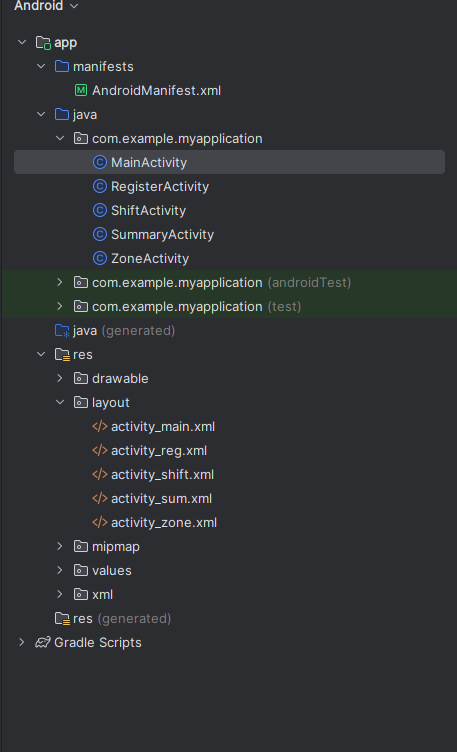 Android
app
manifests
AndroidManifest.xml
java
com.example.myapplication
MainActivity
RegisterActivity
ShiftActivity
SummaryActivity
ZoneActivity
com.example.myapplication (androidTest)
com.example.myapplication (test)
java (generated)
res
drawable
layout
activity_main.xml
activity_reg.xml
activity_shift.xml
activity_sum.xml
activity_zone.xml
mipmap
values
xml
res (generated)
Gradle Scripts